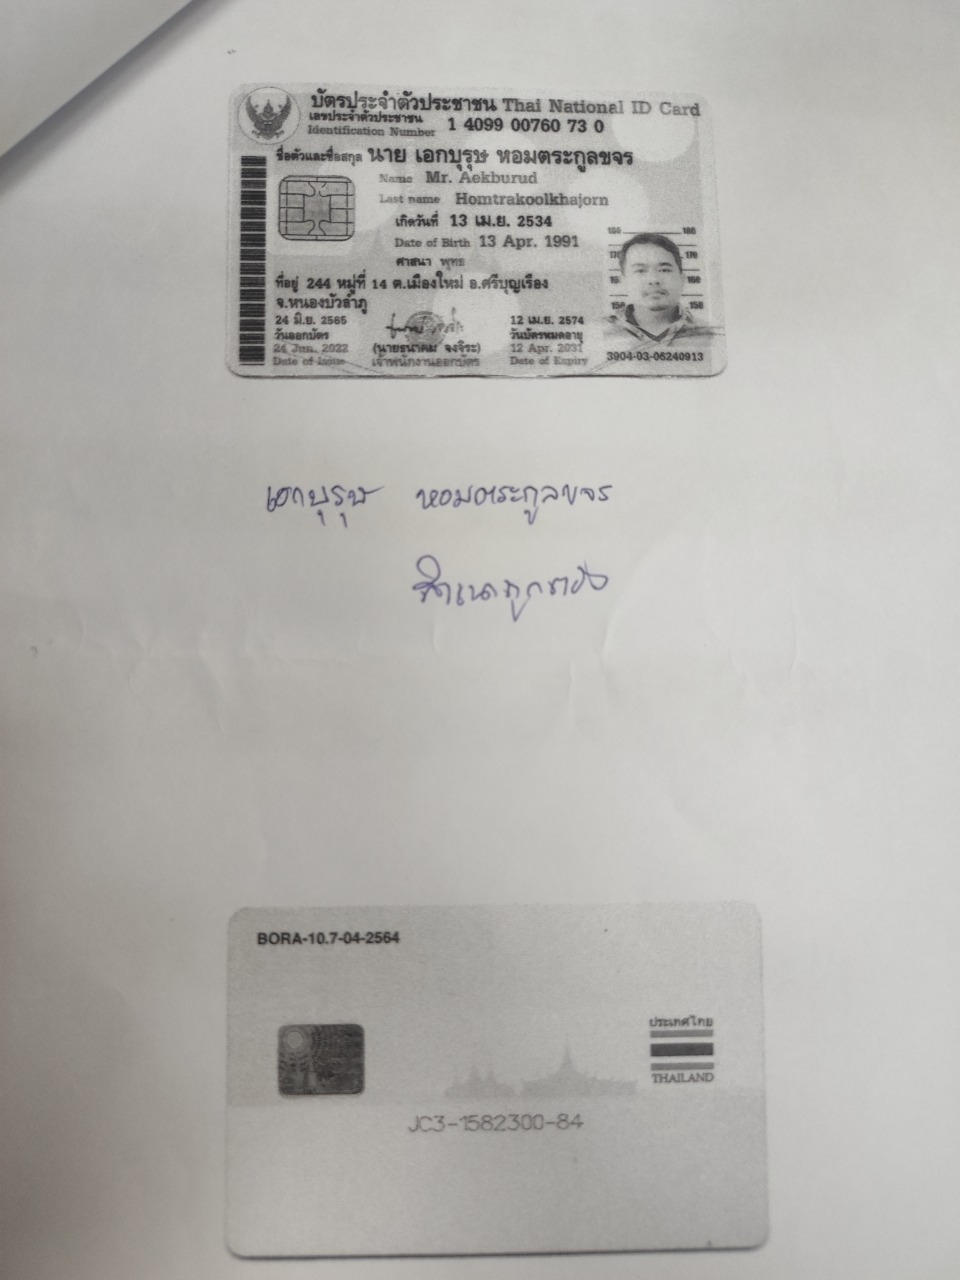 บัตรประจำตัวประชาชน Thai National ID Card
เลขประจำตัวประชาชน
Identification Number 1 4099 00760 73 0
ชื่อตัวและชื่อสกุล นาย เอกบุรุษ หอมตระกูลขจร
Name Mr. Aekburud
Last name Homtrakoolkhajorn
เกิดวันที่ 13 เม.ย. 2534
Date of Birth 13 Apr. 1991
ศาสนา พุทธ
ที่อยู่ 244 หมู่ที่ 14 ต.เมืองใหม่ อ.ศรีบุญเรือง
จ.หนองบัวลำภู
24 มิ.ย. 2565
วันออกบัตร
24 Jun. 2022
Date of Issue
(นายธนาคม จงจิระ)
เจ้าพนักงานออกบัตร
12 เม.ย. 2574
วันบัตรหมดอายุ
12 Apr. 2031
Date of Expiry
180 180
170 170
160 160
150 150
3904-03-06240913
เอกบุรุษ หอมตระกูลขจร
สำเนาถูกต้อง
BORA-10.7-04-2564
ประเทศไทย
THAILAND
JC3-1582300-84